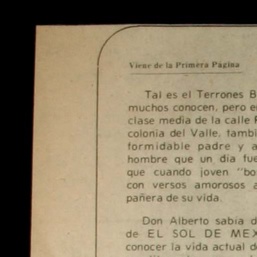 Viene de la Primera Página
Tal es el Terrones B
muchos conocen, pero e
clase media de la calle
colonia del Valle, tambi
formidable padre y a
hombre que un día fue
que cuando joven "bo
con versos amorosos a
pañera de su vida.
Don Alberto sabía d
de EL SOL DE MEX
conocer la vida actual d